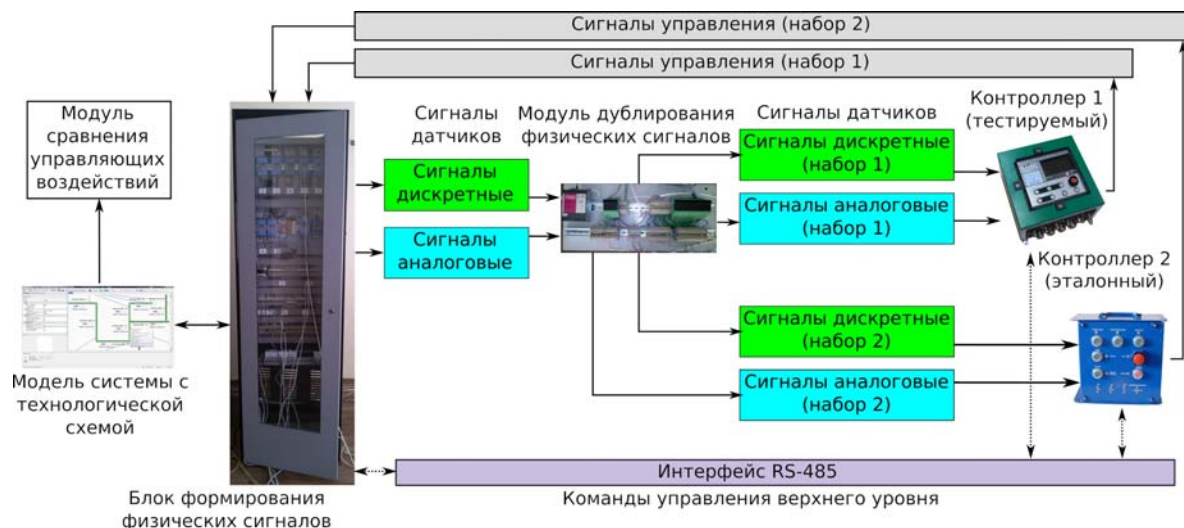 Сигналы управления (набор 2)
Сигналы управления (набор 1)
Модуль
сравнения
управляющих
воздействий
Сигналы
датчиков
Модуль дублирования
физических сигналов
Сигналы датчиков
Контроллер 1
(тестируемый)
Сигналы
дискретные
Сигналы
аналоговые
Сигналы дискретные
(набор 1)
Сигналы аналоговые
(набор 1)
Контроллер 2
(эталонный)
Сигналы дискретные
(набор 2)
Сигналы аналоговые
(набор 2)
Модель системы с
технологической
схемой
Интерфейс RS-485
Блок формирования
физических сигналов
Команды управления верхнего уровня